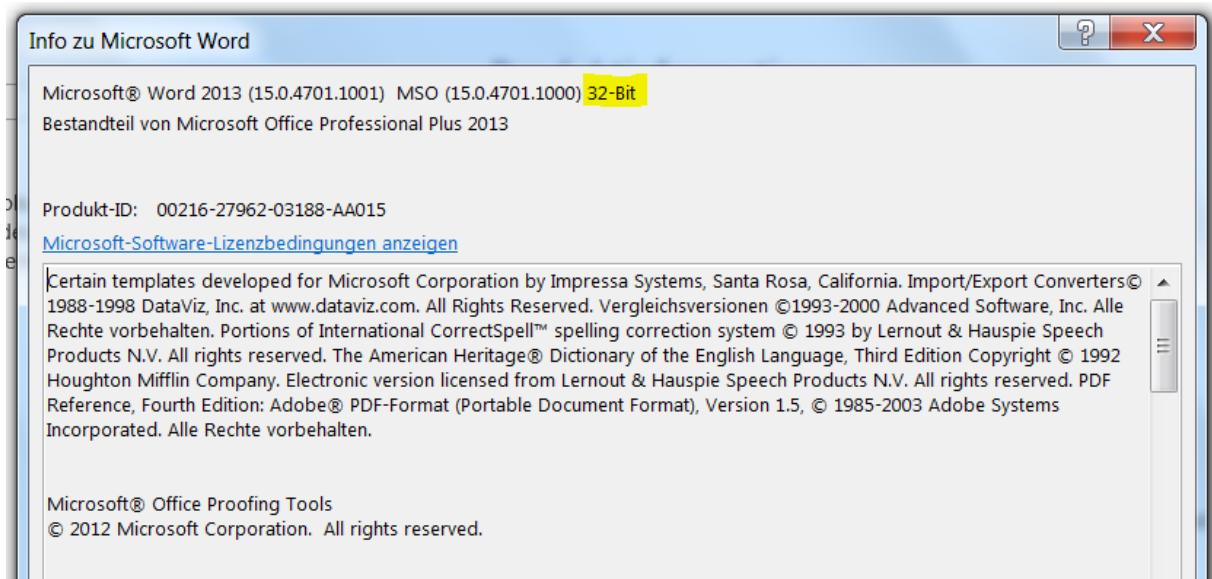 Info zu Microsoft Word
Microsoft® Word 2013 (15.0.4701.1001)  MSO (15.0.4701.1000) 32-Bit
Bestandteil von Microsoft Office Professional Plus 2013
Produkt-ID:   00216-27962-03188-AA015
Microsoft-Software-Lizenzbedingungen anzeigen
Certain templates developed for Microsoft Corporation by Impressa Systems, Santa Rosa, California. Import/Export Converters©
1988-1998 DataViz, Inc. at www.dataviz.com. All Rights Reserved. Vergleichsversionen ©1993-2000 Advanced Software, Inc. Alle
Rechte vorbehalten. Portions of International CorrectSpell™ spelling correction system © 1993 by Lernout & Hauspie Speech
Products N.V. All rights reserved. The American Heritage® Dictionary of the English Language, Third Edition Copyright © 1992
Houghton Mifflin Company. Electronic version licensed from Lernout & Hauspie Speech Products N.V. All rights reserved. PDF
Reference, Fourth Edition: Adobe® PDF-Format (Portable Document Format), Version 1.5, © 1985-2003 Adobe Systems
Incorporated. Alle Rechte vorbehalten.
Microsoft® Office Proofing Tools
© 2012 Microsoft Corporation.  All rights reserved.